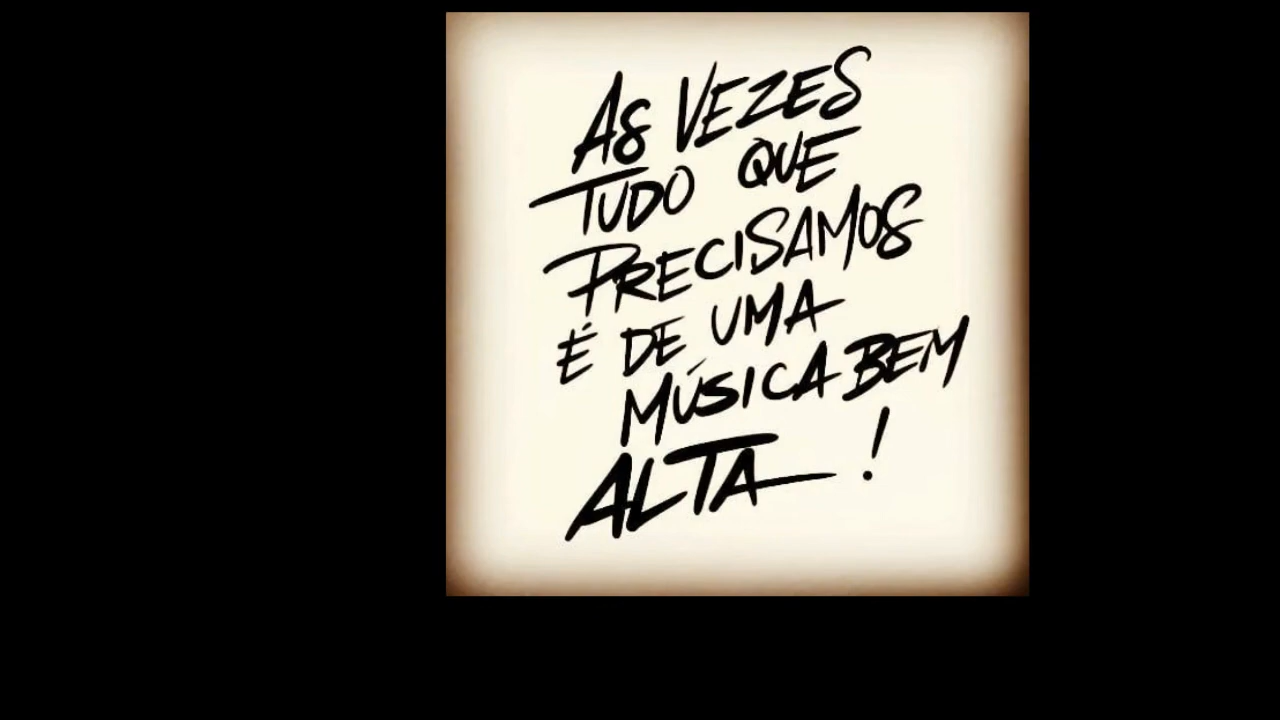 AS VEZES
TUDO QUE
PRECISAMOS
É DE UMA
MÚSICA BEM
ALTA!